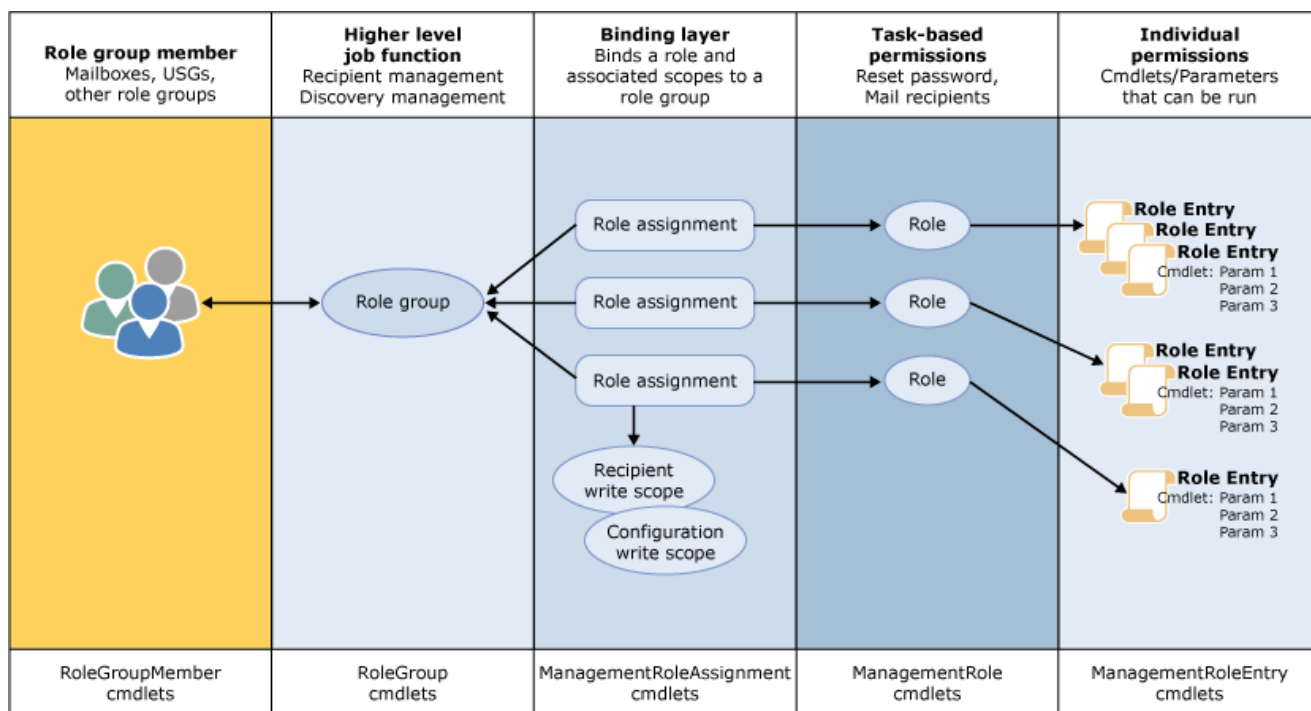 Role group member
Mailboxes, USGs,
other role groups
Higher level
job function
Recipient management
Discovery management
Binding layer
Binds a role and
associated scopes to a
role group
Task-based
permissions
Reset password,
Mail recipients
Individual
permissions
Cmdlets/Parameters
that can be run
Role group
Role assignment
Role assignment
Role assignment
Recipient
write scope
Configuration
write scope
Role
Role
Role
Role Entry
Role Entry
Role Entry
Cmdlet: Param 1
Param 2
Param 3
Role Entry
Role Entry
Cmdlet: Param 1
Param 2
Param 3
Role Entry
Cmdlet: Param 1
Param 2
Param 3
RoleGroupMember
cmdlets
RoleGroup
cmdlets
ManagementRoleAssignment
cmdlets
ManagementRole
cmdlets
ManagementRoleEntry
cmdlets